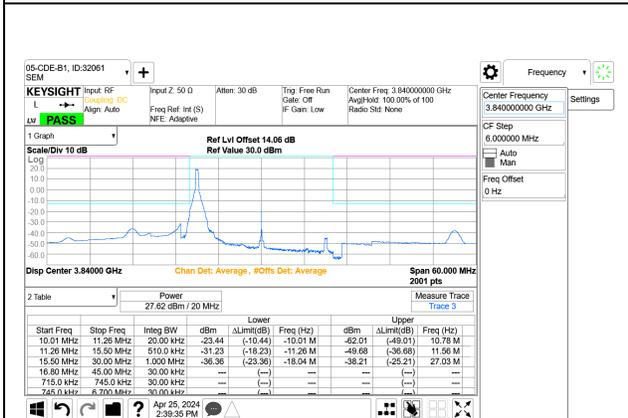 05-CDE-B1, ID:32061
SEM
Frequency
KEYSIGHT
Input: RF
Coupling: DC
Align: Auto
Input Z: 50 Ω
Freq Ref: Int (S)
NFE: Adaptive
Atten: 30 dB
Trig: Free Run
Gate: Off
IF Gain: Low
Center Freq: 3.840000000 GHz
Avg|Hold: 100.00% of 100
Radio Std: None
L
LXI PASS
Center Frequency
3.840000000 GHz
Settings
CF Step
6.000000 MHz
Auto
Man
Freq Offset
0 Hz
1 Graph
Scale/Div 10 dB
Ref Lvl Offset 14.06 dB
Ref Value 30.0 dBm
Log
20.0
10.0
0.00
-10.0
-20.0
-30.0
-40.0
-50.0
-60.0
Disp Center 3.84000 GHz
Chan Det: Average , #Offs Det: Average
Span 60.000 MHz
2001 pts
2 Table
Power
27.62 dBm / 20 MHz
Measure Trace
Trace 3
Lower Upper
Start Freq Stop Freq Integ BW dBm ΔLimit(dB) Freq (Hz) dBm ΔLimit(dB) Freq (Hz)
10.01 MHz 11.26 MHz 20.00 kHz -23.44 (-10.44) -10.01 M -62.01 (-49.01) 10.78 M
11.26 MHz 15.50 MHz 510.0 kHz -31.23 (-18.23) -11.26 M -49.68 (-36.68) 11.56 M
15.50 MHz 30.00 MHz 1.000 MHz -36.36 (-23.36) -18.04 M -38.21 (-25.21) 27.03 M
16.80 MHz 45.00 MHz 30.00 kHz --- (---) --- (---)
715.0 kHz 745.0 kHz 30.00 kHz --- (---) --- (---)
745.0 kHz 6.700 MHz 30.00 kHz --- (---) --- (---)
Apr 25, 2024
2:39:35 PM